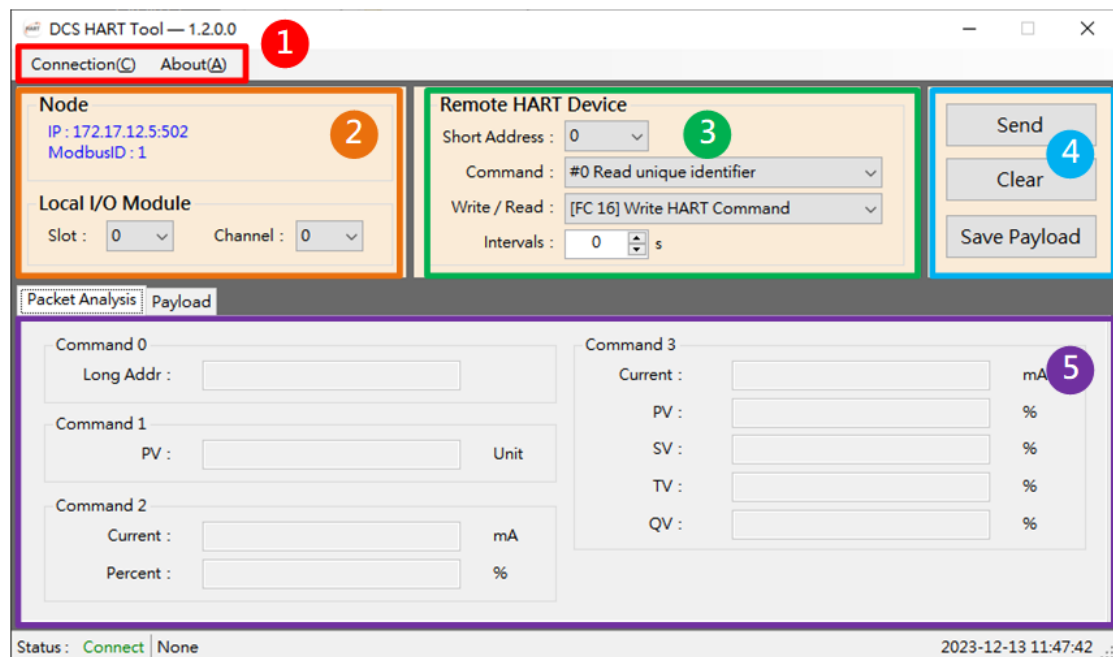 DCS HART Tool — 1.2.0.0
1
Connection(C) About(A)
Node
IP : 172.17.12.5:502
ModbusID : 1
2
Local I/O Module
Slot : 0 Channel : 0
Remote HART Device
Short Address : 0
3
Command : #0 Read unique identifier
Write / Read : [FC 16] Write HART Command
Intervals : 0 s
Send
4
Clear
Save Payload
Packet Analysis Payload
Command 0
Long Addr :
Command 1
PV : Unit
Command 2
Current : mA
Percent : %
Command 3
Current : mA
5
PV : %
SV : %
TV : %
QV : %
Status : Connect None 2023-12-13 11:47:42